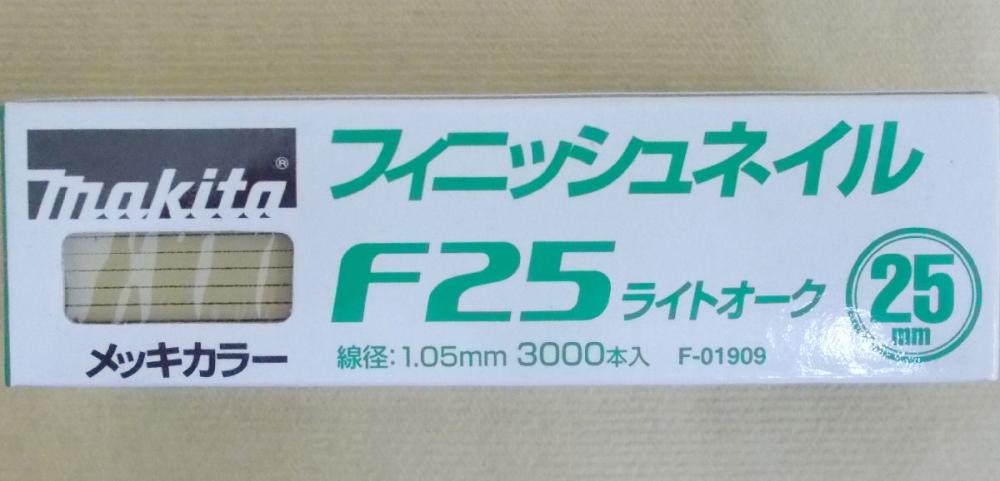 makita®
メッキカラー
フィニッシュネイル
F25 ライトオーク
線径:1.05mm 3000本入 F-01909
25
mm